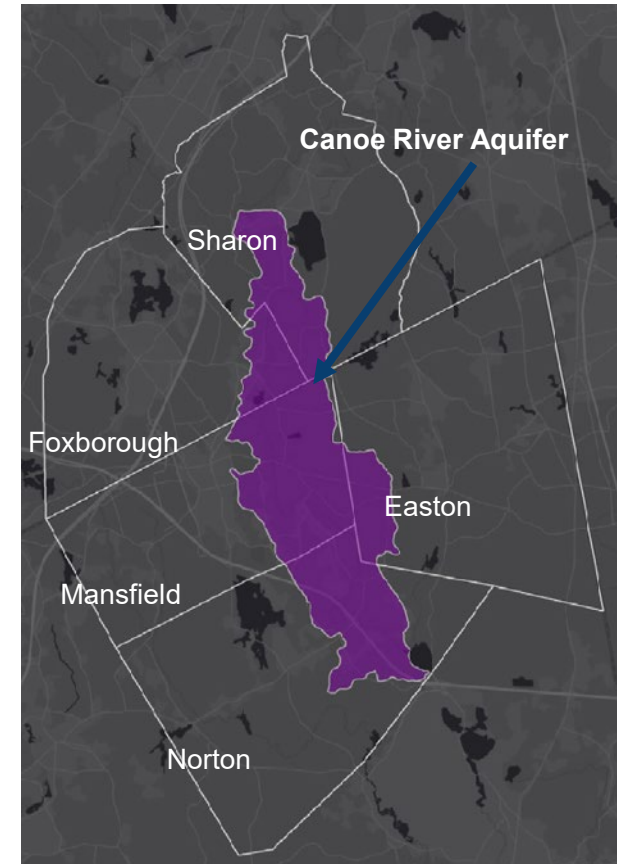 Canoe River Aquifer
Sharon
Foxborough
Easton
Mansfield
Norton